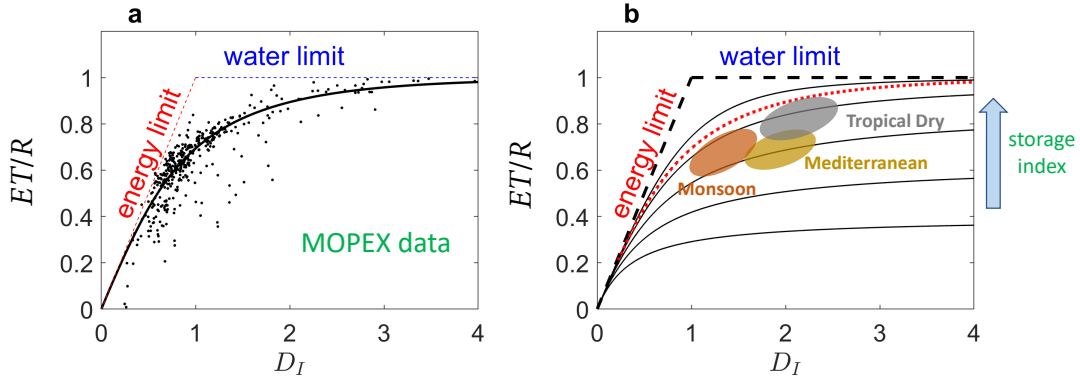 a
water limit
energy limit
MOPEX data
ET/R
1
0.8
0.6
0.4
0.2
0
0
1
2
3
4
D_I
b
water limit
energy limit
Tropical Dry
Mediterranean
Monsoon
storage
index
ET/R
1
0.8
0.6
0.4
0.2
0
0
1
2
3
4
D_I